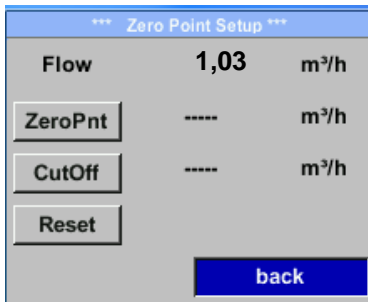 *** Zero Point Setup ***
Flow 1,03 m³/h
ZeroPnt ----- m³/h
CutOff ----- m³/h
Reset
back